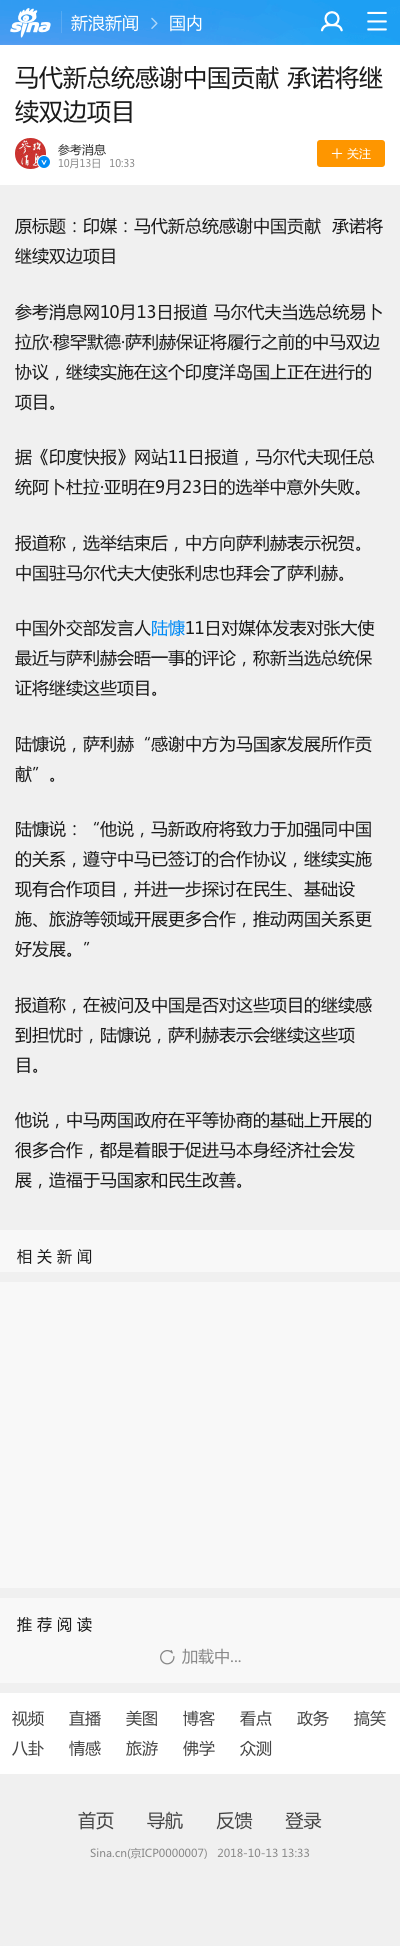 sina 新浪新闻 > 国内
马代新总统感谢中国贡献 承诺将继
续双边项目
参考消息
10月13日 10:33
+ 关注
原标题：印媒：马代新总统感谢中国贡献 承诺将
继续双边项目
参考消息网10月13日报道 马尔代夫当选总统易卜
拉欣·穆罕默德·萨利赫保证将履行之前的中马双边
协议，继续实施在这个印度洋岛国上正在进行的
项目。
据《印度快报》网站11日报道，马尔代夫现任总
统阿卜杜拉·亚明在9月23日的选举中意外失败。
报道称，选举结束后，中方向萨利赫表示祝贺。
中国驻马尔代夫大使张利忠也拜会了萨利赫。
中国外交部发言人陆慷11日对媒体发表对张大使
最近与萨利赫会晤一事的评论，称新当选总统保
证将继续这些项目。
陆慷说，萨利赫“感谢中方为马国家发展所作贡
献”。
陆慷说：“他说，马新政府将致力于加强同中国
的关系，遵守中马已签订的合作协议，继续实施
现有合作项目，并进一步探讨在民生、基础设
施、旅游等领域开展更多合作，推动两国关系更
好发展。”
报道称，在被问及中国是否对这些项目的继续感
到担忧时，陆慷说，萨利赫表示会继续这些项
目。
他说，中马两国政府在平等协商的基础上开展的
很多合作，都是着眼于促进马本身经济社会发
展，造福于马国家和民生改善。
相关新闻
推荐阅读
加载中...
视频 直播 美图 博客 看点 政务 搞笑
八卦 情感 旅游 佛学 众测
首页 导航 反馈 登录
Sina.cn(京ICP0000007) 2018-10-13 13:33